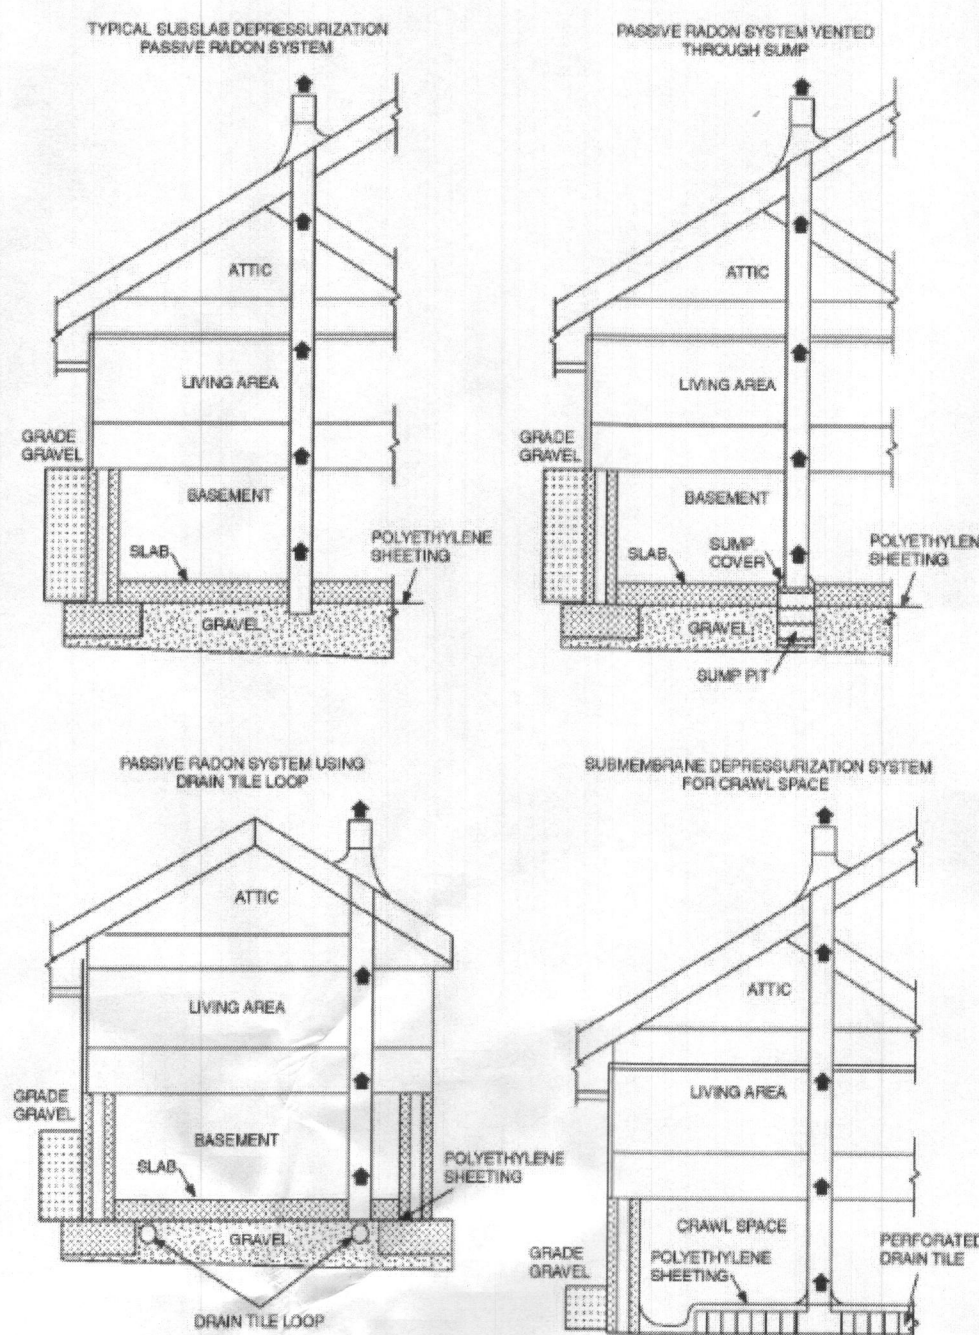 TYPICAL SUBSLAB DEPRESSURIZATION
PASSIVE RADON SYSTEM
ATTIC
LIVING AREA
GRADE
GRAVEL
BASEMENT
SLAB
POLYETHYLENE
SHEETING
GRAVEL
PASSIVE RADON SYSTEM VENTED
THROUGH SUMP
ATTIC
LIVING AREA
GRADE
GRAVEL
BASEMENT
SLAB
SUMP
COVER
POLYETHYLEN
SHEETING
GRAVEL
SUMP PIT
PASSIVE RADON SYSTEM USING
DRAIN TILE LOOP
ATTIC
LIVING AREA
GRADE
GRAVEL
BASEMENT
SLAB
POLYETHYLENE
SHEETING
GRAVEL
DRAIN TILE LOOP
SUBMEMBRANE DEPRESSURIZATION SYSTEM
FOR CRAWL SPACE
ATTIC
LIVING AREA
CRAWL SPACE
GRADE
GRAVEL
POLYETHYLENE
SHEETING
PERFORATED
DRAIN TILE